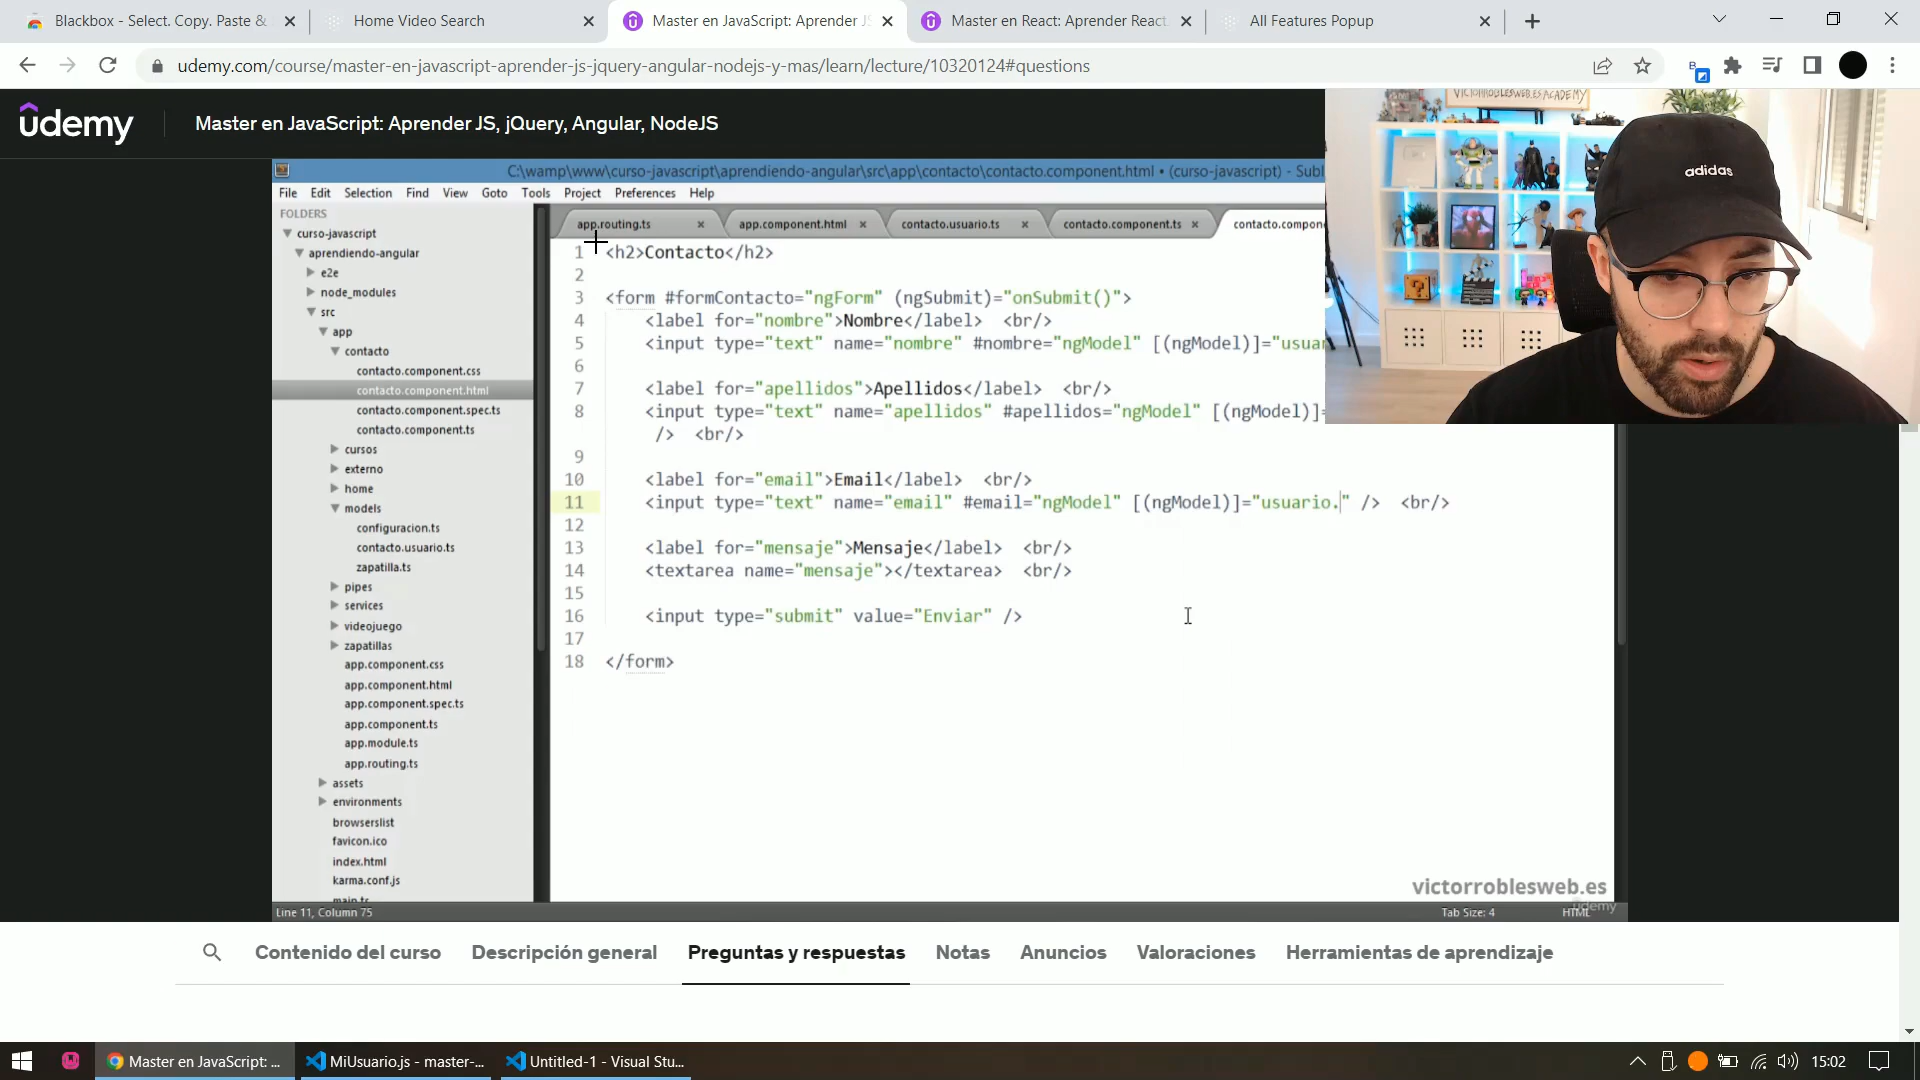 Blackbox - Select. Copy. Paste &
Home Video Search
Master en JavaScript: Aprender JS
Master en React: Aprender React
All Features Popup
udemy.com/course/master-en-javascript-aprender-js-jquery-angular-nodejs-y-mas/learn/lecture/10320124#questions
udemy
Master en JavaScript: Aprender JS, jQuery, Angular, NodeJS
VICTORROBLESWEB.ES ACADEMY
adidas
C:\wamp\www\curso-javascript\aprendiendo-angular\src\app\contacto\contacto.component.html • (curso-javascript) - Subl
File Edit Selection Find View Goto Tools Project Preferences Help
FOLDERS
curso-javascript
aprendiendo-angular
e2e
node_modules
src
app
contacto
contacto.component.css
contacto.component.html
contacto.component.spec.ts
contacto.component.ts
cursos
externo
home
models
configuracion.ts
contacto.usuario.ts
zapatilla.ts
pipes
services
videojuego
zapatillas
app.component.css
app.component.html
app.component.spec.ts
app.component.ts
app.module.ts
app.routing.ts
assets
environments
browserslist
favicon.ico
index.html
karma.conf.js
main.ts
app.routing.ts
app.component.html
contacto.usuario.ts
contacto.component.ts
contacto.compon
1 <h2>Contacto</h2>
2
3 <form #formContacto="ngForm" (ngSubmit)="onSubmit()">
4 <label for="nombre">Nombre</label> <br/>
5 <input type="text" name="nombre" #nombre="ngModel" [(ngModel)]="usuar
6
7 <label for="apellidos">Apellidos</label> <br/>
8 <input type="text" name="apellidos" #apellidos="ngModel" [(ngModel)]=
/> <br/>
9
10 <label for="email">Email</label> <br/>
11 <input type="text" name="email" #email="ngModel" [(ngModel)]="usuario." /> <br/>
12
13 <label for="mensaje">Mensaje</label> <br/>
14 <textarea name="mensaje"></textarea> <br/>
15
16 <input type="submit" value="Enviar" />
17
18 </form>
victorroblesweb.es
udemy
Line 11, Column 75
Tab Size: 4
HTML
Contenido del curso
Descripción general
Preguntas y respuestas
Notas
Anuncios
Valoraciones
Herramientas de aprendizaje
Master en JavaScript: ...
MiUsuario.js - master-...
Untitled-1 - Visual Stu...
15:02